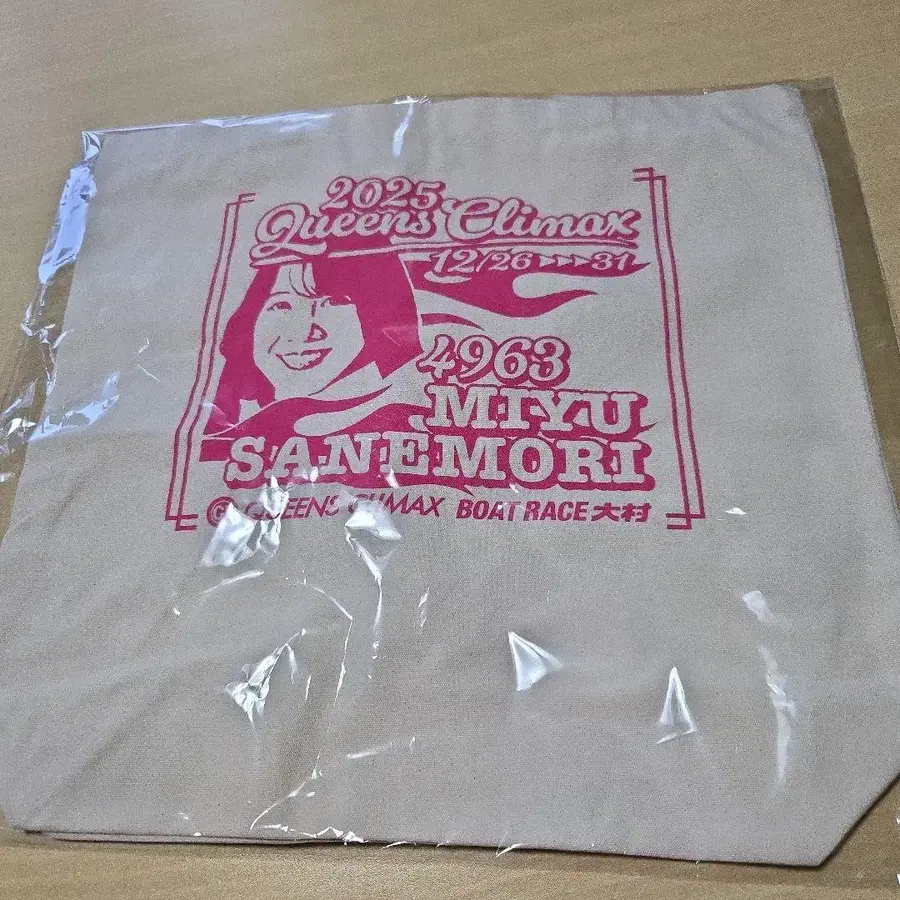 2025
Queens Climax
12/26 ▸▸▸ 31
4963
MIYU
SANEMORI
QUEENS CLIMAX BOAT RACE 大村